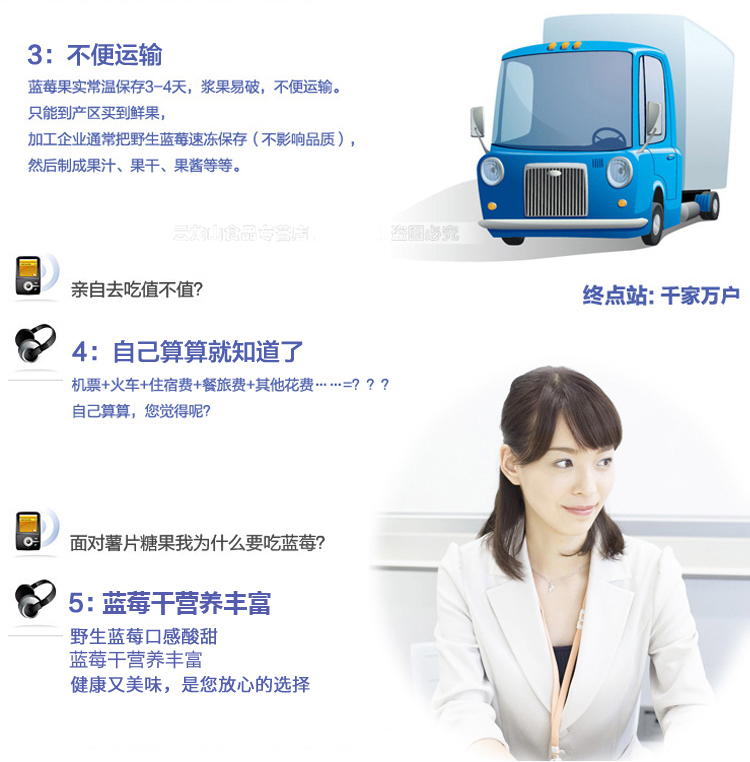 3：不便运输
蓝莓果实常温保存3-4天，浆果易破，不便运输。
只能到产区买到鲜果，
加工企业通常把野生蓝莓速冻保存（不影响品质），
然后制成果汁、果干、果酱等等。
盗图必究
亲自去吃值不值？
终点站: 千家万户
4：自己算算就知道了
机票+火车+住宿费+餐旅费+其他花费……=？？？
自己算算，您觉得呢？
面对薯片糖果我为什么要吃蓝莓？
5: 蓝莓干营养丰富
野生蓝莓口感酸甜
蓝莓干营养丰富
健康又美味，是您放心的选择